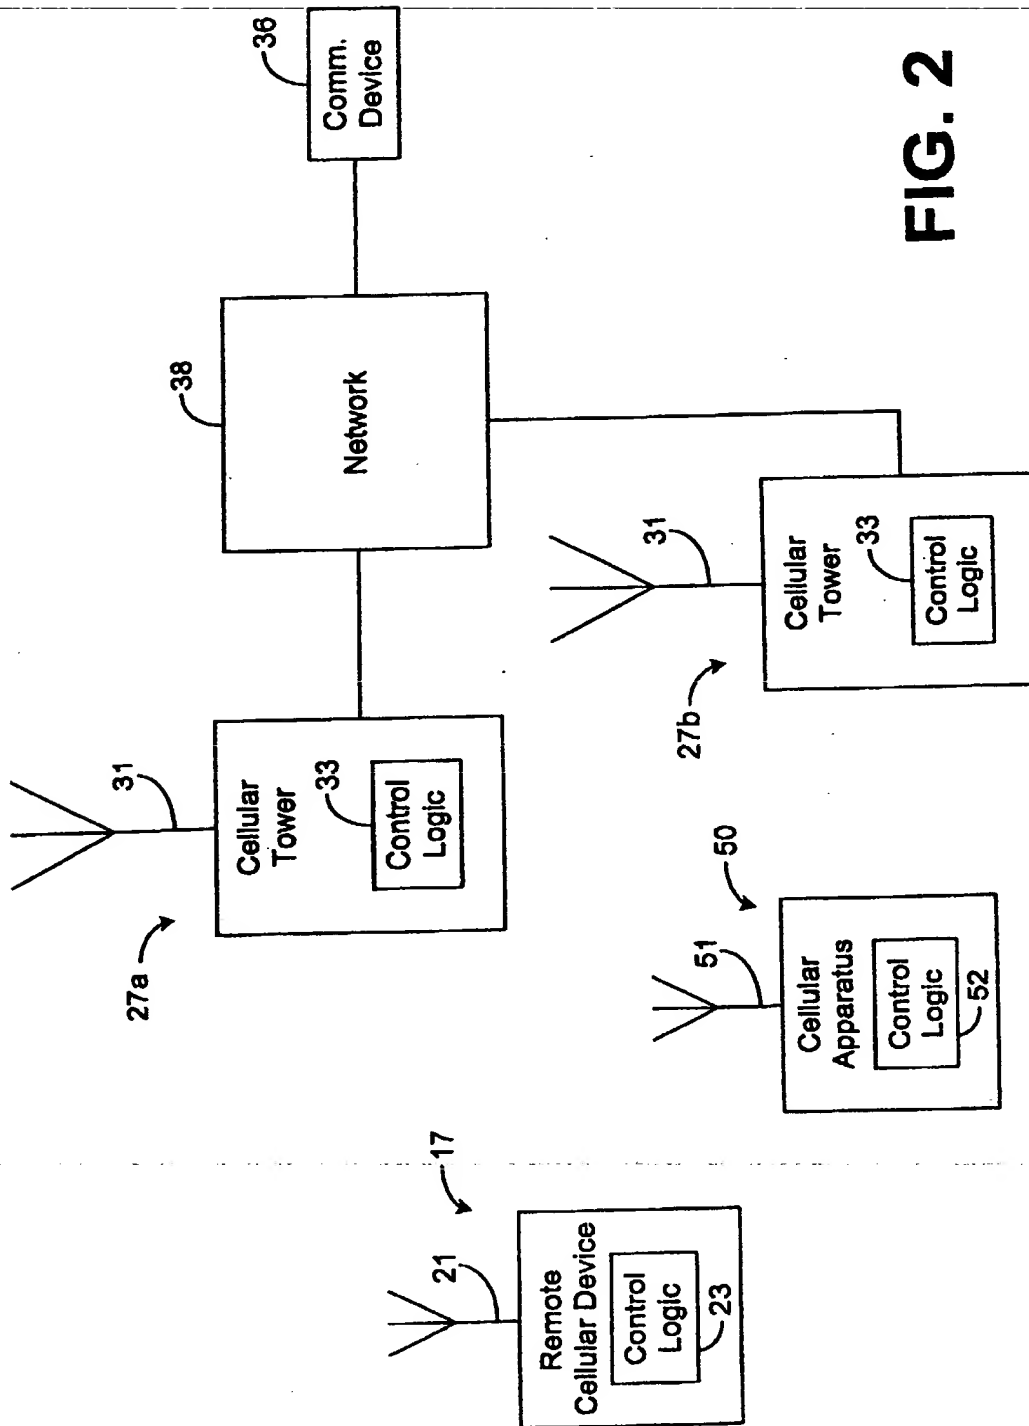 17
21
Remote
Cellular Device
Control
Logic
23
50
51
Cellular
Apparatus
Control
Logic
52
27a
31
Cellular
Tower
33
Control
Logic
27b
31
Cellular
Tower
33
Control
Logic
38
Network
36
Comm.
Device
FIG. 2